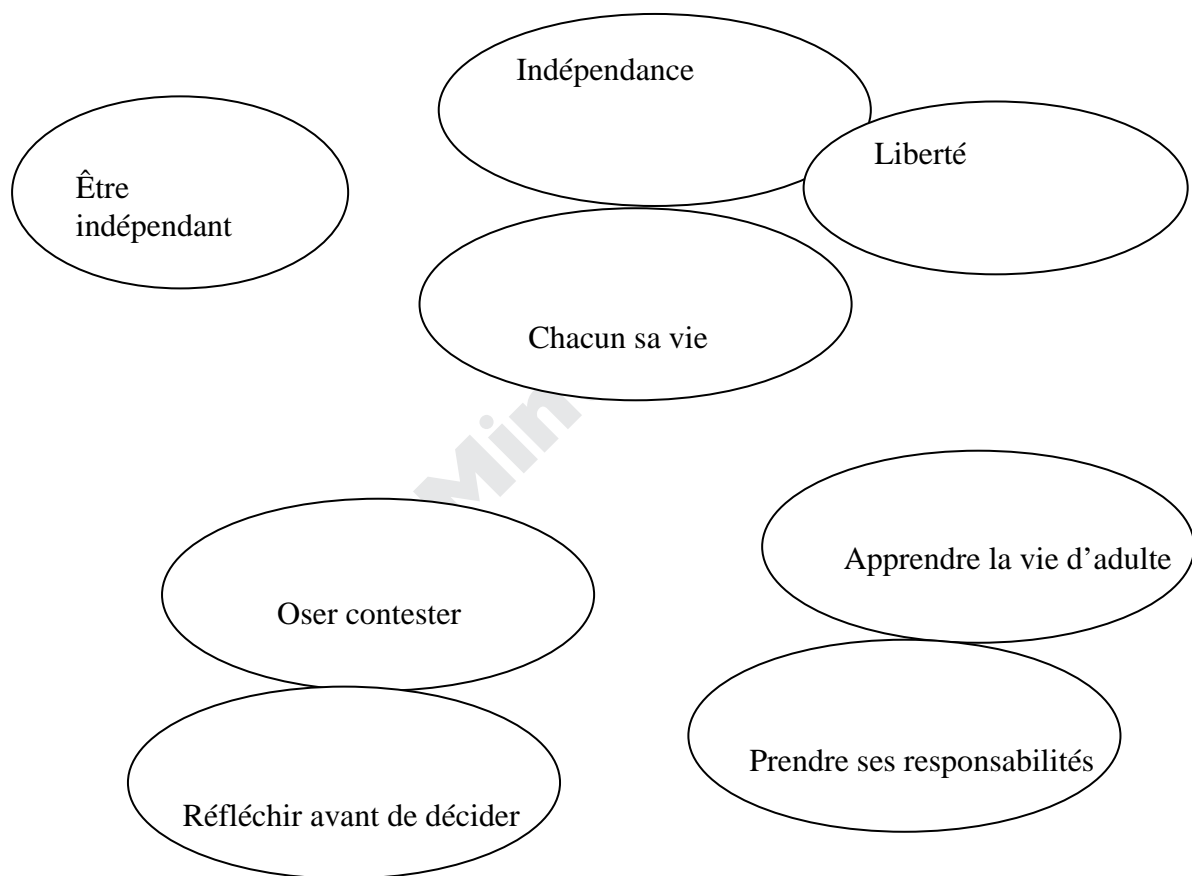 Indépendance
Liberté
Être
indépendant
Chacun sa vie
Min
Apprendre la vie d’adulte
Oser contester
Prendre ses responsabilités
Réfléchir avant de décider